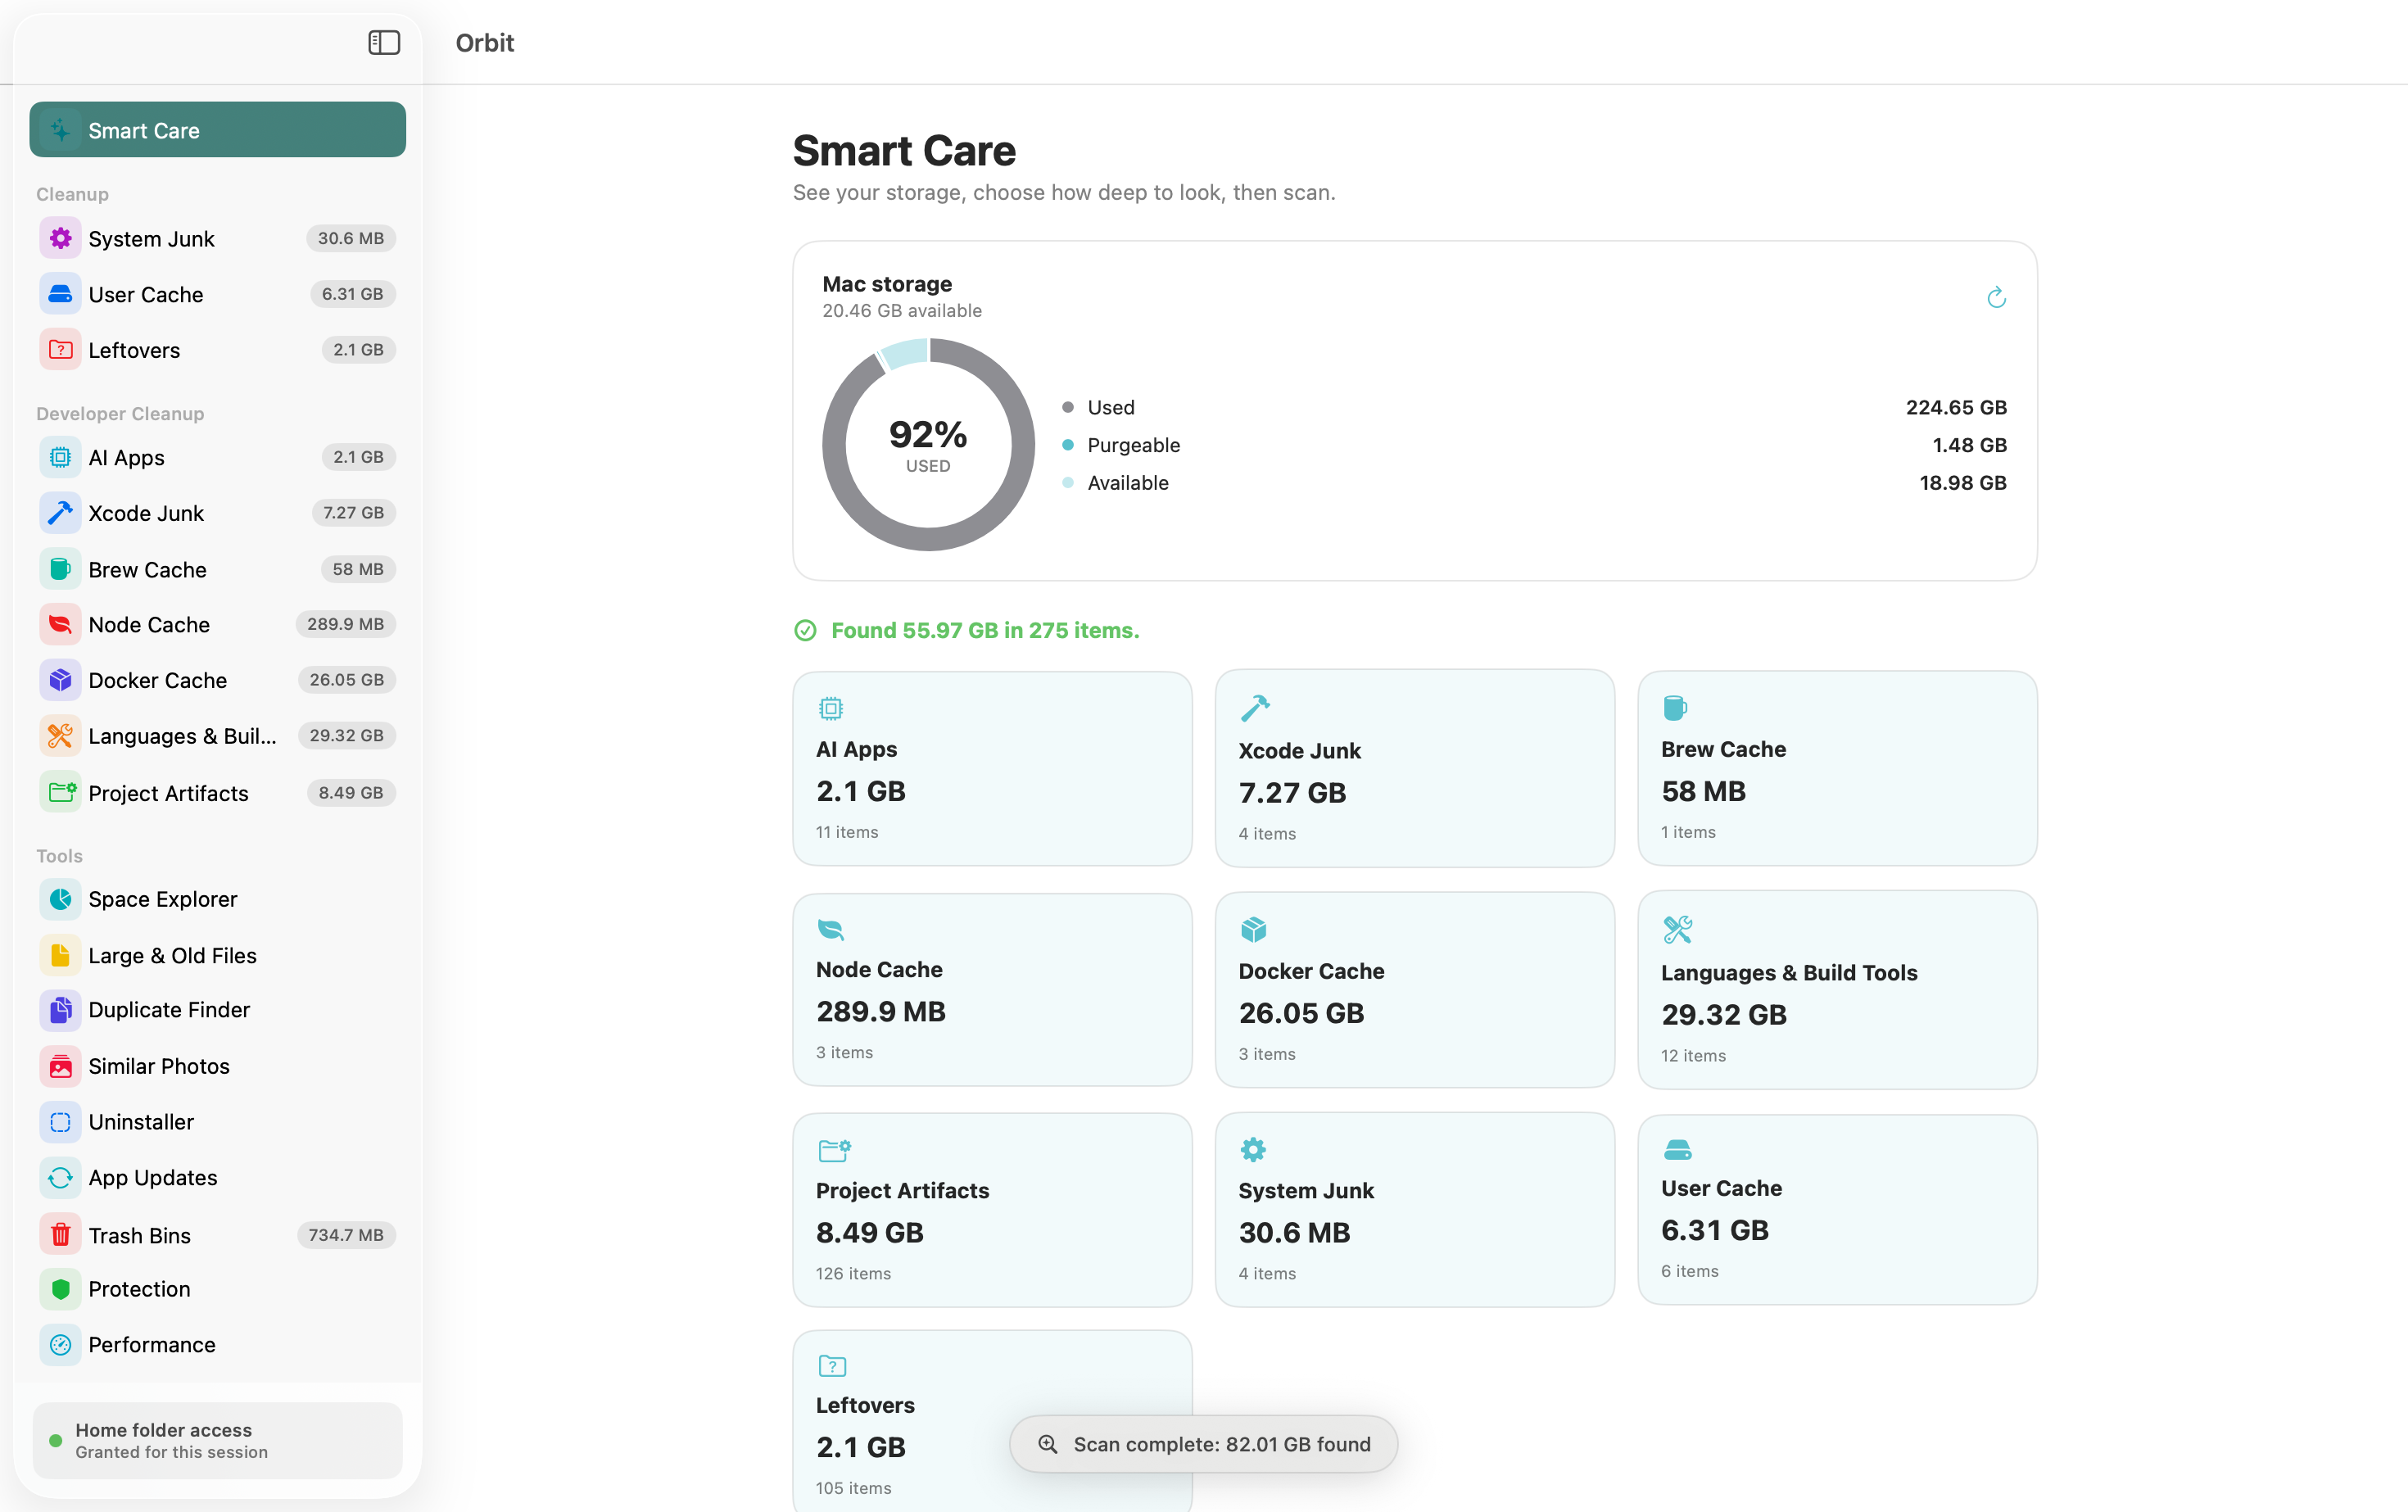 Orbit
Smart Care
Cleanup
System Junk 30.6 MB
User Cache 6.31 GB
Leftovers 2.1 GB
Developer Cleanup
AI Apps 2.1 GB
Xcode Junk 7.27 GB
Brew Cache 58 MB
Node Cache 289.9 MB
Docker Cache 26.05 GB
Languages & Buil... 29.32 GB
Project Artifacts 8.49 GB
Tools
Space Explorer
Large & Old Files
Duplicate Finder
Similar Photos
Uninstaller
App Updates
Trash Bins 734.7 MB
Protection
Performance
Home folder access
Granted for this session
Smart Care
See your storage, choose how deep to look, then scan.
Mac storage
20.46 GB available
92%
USED
Used 224.65 GB
Purgeable 1.48 GB
Available 18.98 GB
Found 55.97 GB in 275 items.
AI Apps
2.1 GB
11 items
Xcode Junk
7.27 GB
4 items
Brew Cache
58 MB
1 items
Node Cache
289.9 MB
3 items
Docker Cache
26.05 GB
3 items
Languages & Build Tools
29.32 GB
12 items
Project Artifacts
8.49 GB
126 items
System Junk
30.6 MB
4 items
User Cache
6.31 GB
6 items
Leftovers
2.1 GB
105 items
Scan complete: 82.01 GB found